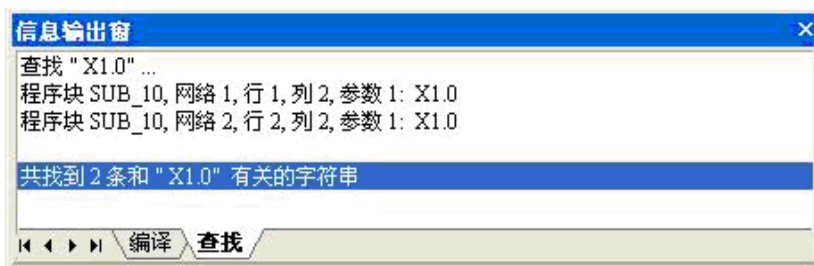 信息输出窗
查找 " X1.0" ...
程序块 SUB_10, 网络 1, 行 1, 列 2, 参数 1: X1.0
程序块 SUB_10, 网络 2, 行 2, 列 2, 参数 1: X1.0
共找到 2 条和 " X1.0" 有关的字符串
编译 查找